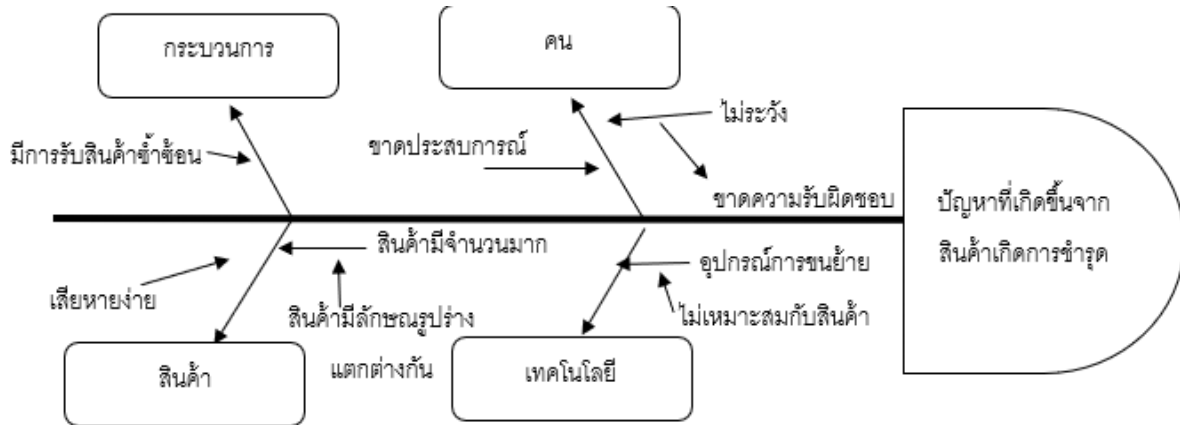 กระบวนการ
คน
ไม่ระวัง
ขาดประสบการณ์
มีการรับสินค้าซ้ำซ้อน
ขาดความรับผิดชอบ
ปัญหาที่เกิดขึ้นจาก
สินค้าเกิดการชำรุด
สินค้ามีจำนวนมาก
อุปกรณ์การขนย้าย
เสียหายง่าย
สินค้ามีลักษณรูปร่าง
แตกต่างกัน
ไม่เหมาะสมกับสินค้า
สินค้า
เทคโนโลยี